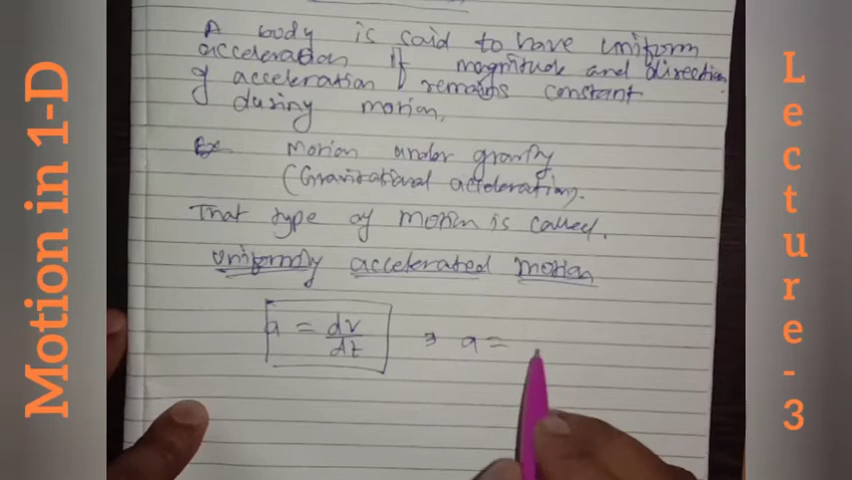 Motion in 1-D
A body is said to have uniform
acceleration if magnitude and direction
of acceleration remains constant
during motion,
Ex Motion under gravity
(Gravitational acceleration).
That type of motion is called.
uniformly accelerated motion
a = dv/dt ⇒ a =
Lecture-3